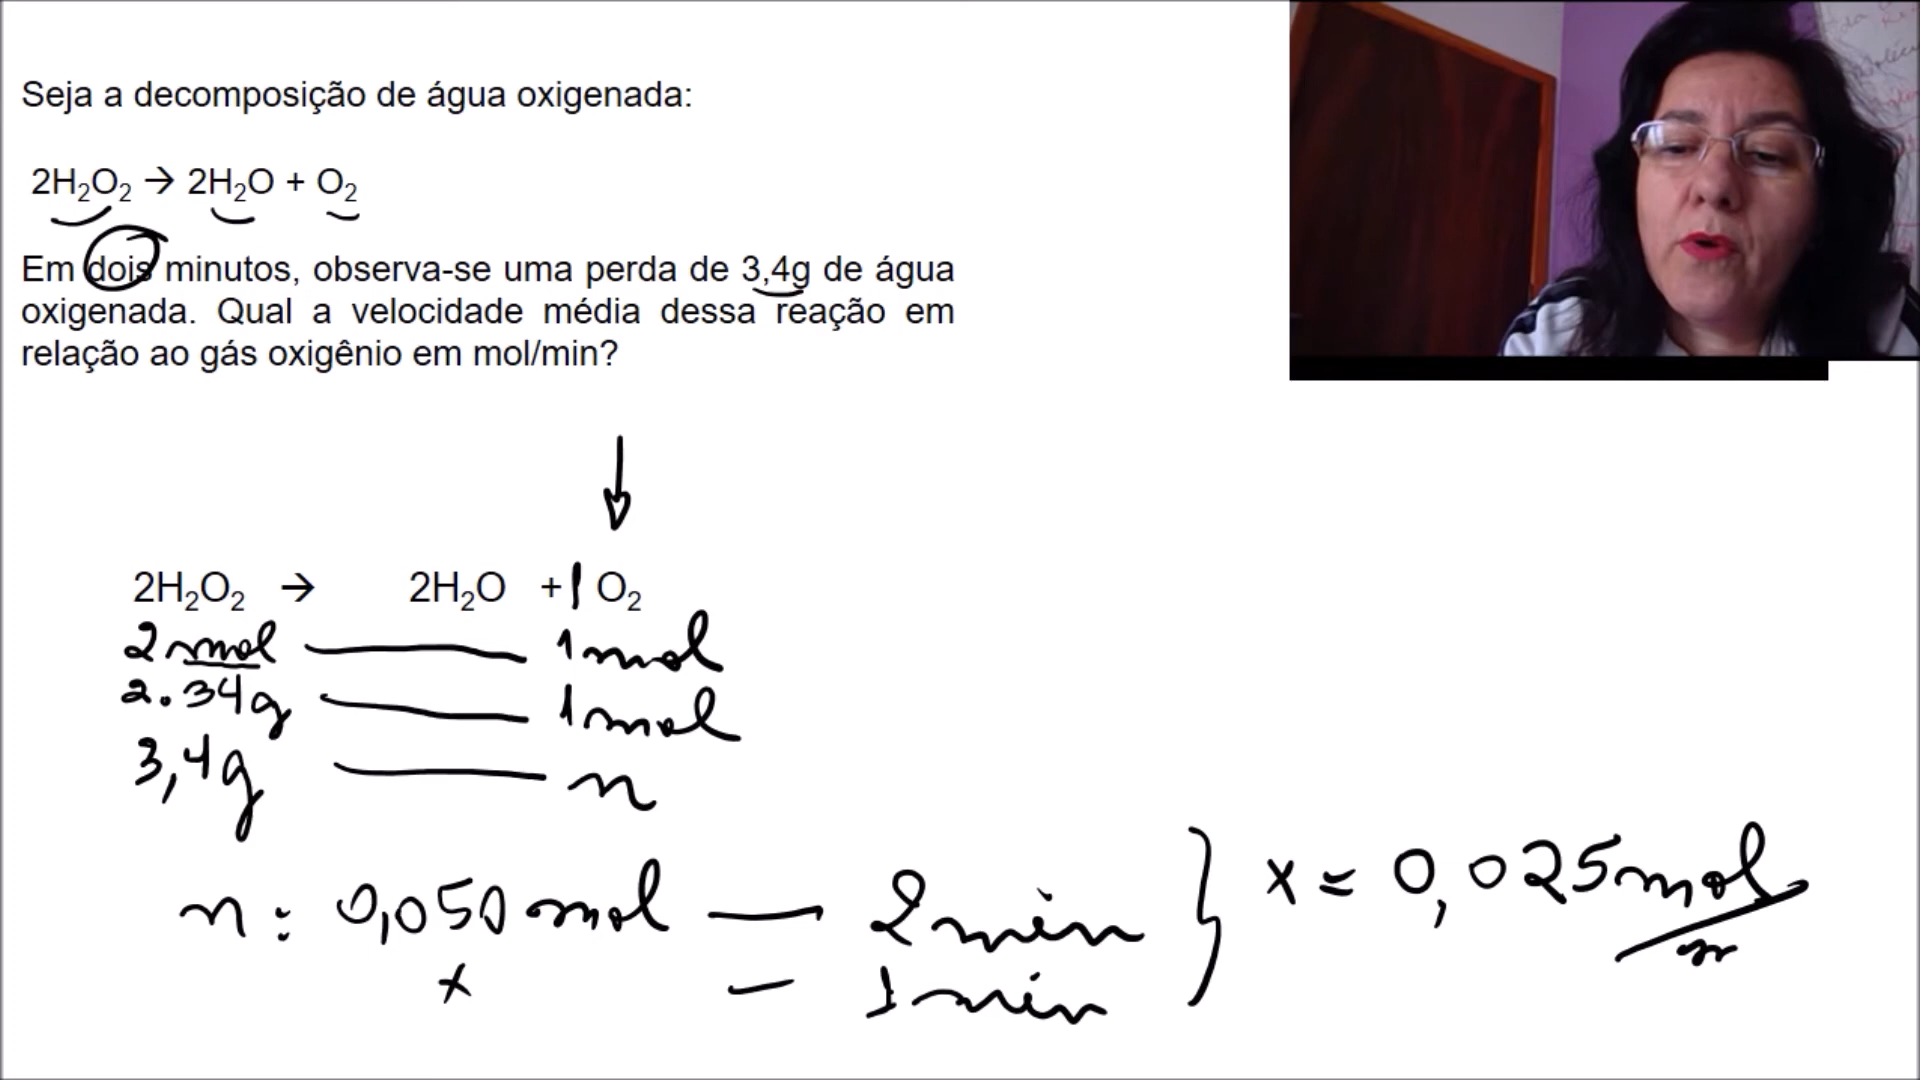 Seja a decomposição de água oxigenada:
2H₂O₂ → 2H₂O + O₂
Em dois minutos, observa-se uma perda de 3,4g de água
oxigenada. Qual a velocidade média dessa reação em
relação ao gás oxigênio em mol/min?
2H₂O₂ → 2H₂O + 1 O₂
2 mol — 1 mol
2.34g — 1 mol
3,4g — n
n: 0,050 mol — 2 min } x = 0,025 mol/m
x — 1 min